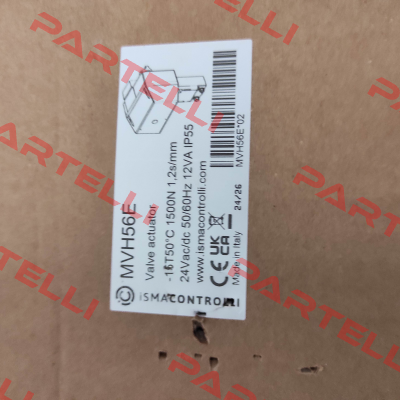 MVH56E
Valve actuator
-15T50°C 1500N 1,2s/mm
24Vac/dc 50/60Hz 12VA IP55
www.ismacontrolli.com
CE UK CA
Made in Italy 24/26
MVH56E*02
iSMACONTROLLI
PARTELLI
PARTELLI
PARTELLI
PARTELLI
PARTELLI